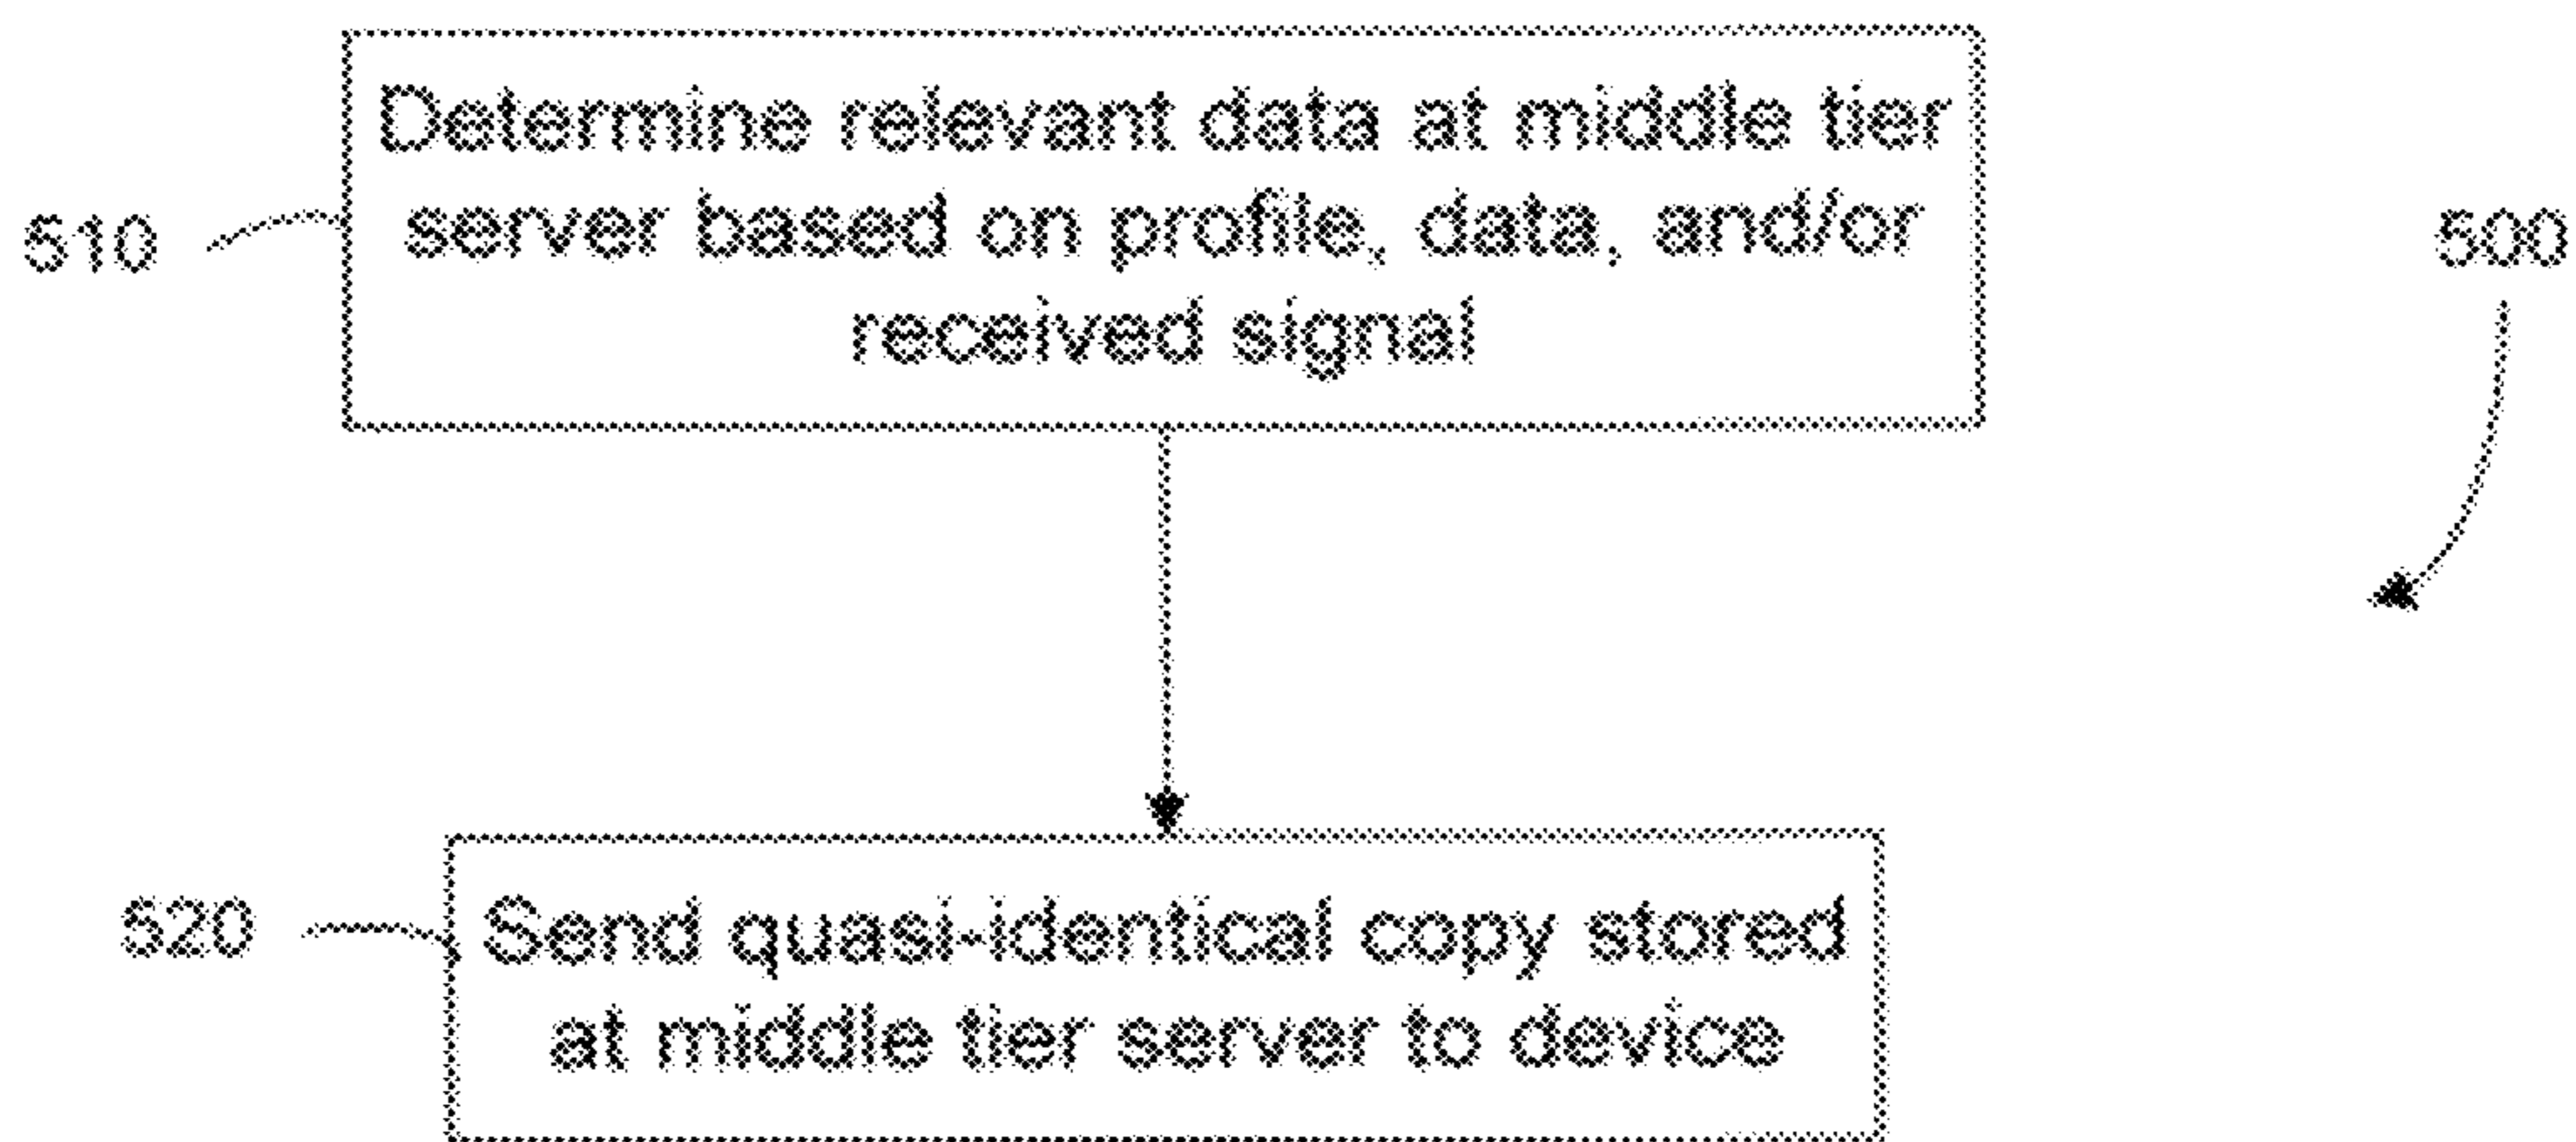 Determine relevant data at middle tier
server based on profile, data, and/or
received signal
510
500
520
Send quasi-identical copy stored
at middle tier server to device